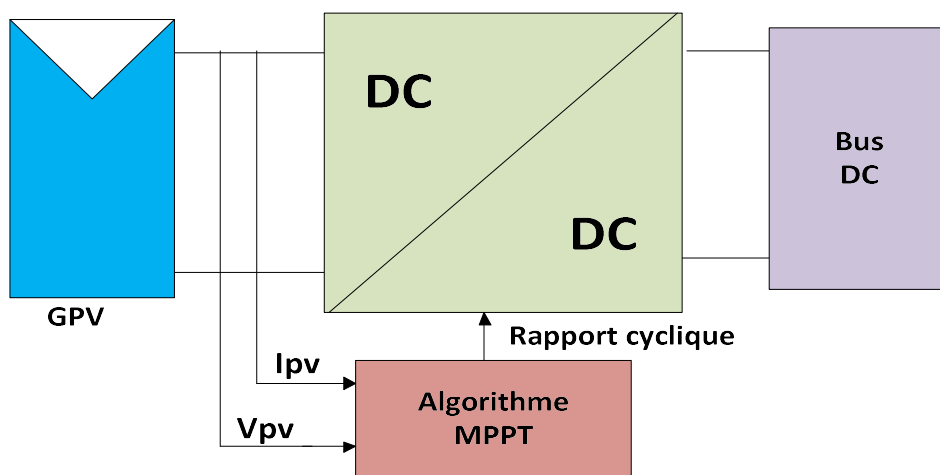 DC
DC
Bus
DC
GPV
Rapport cyclique
Ipv
Vpv
Algorithme
MPPT